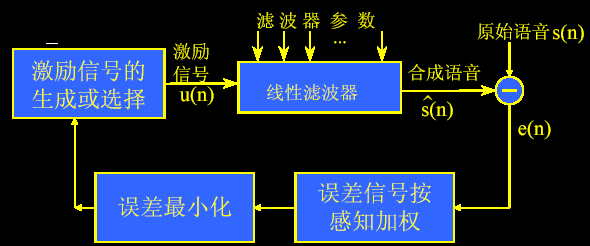 滤波器参数
...
原始语音s(n)
激励信号的
生成或选择
激励
信号
u(n)
线性滤波器
合成语音
ŝ(n)
−
e(n)
误差最小化
误差信号按
感知加权